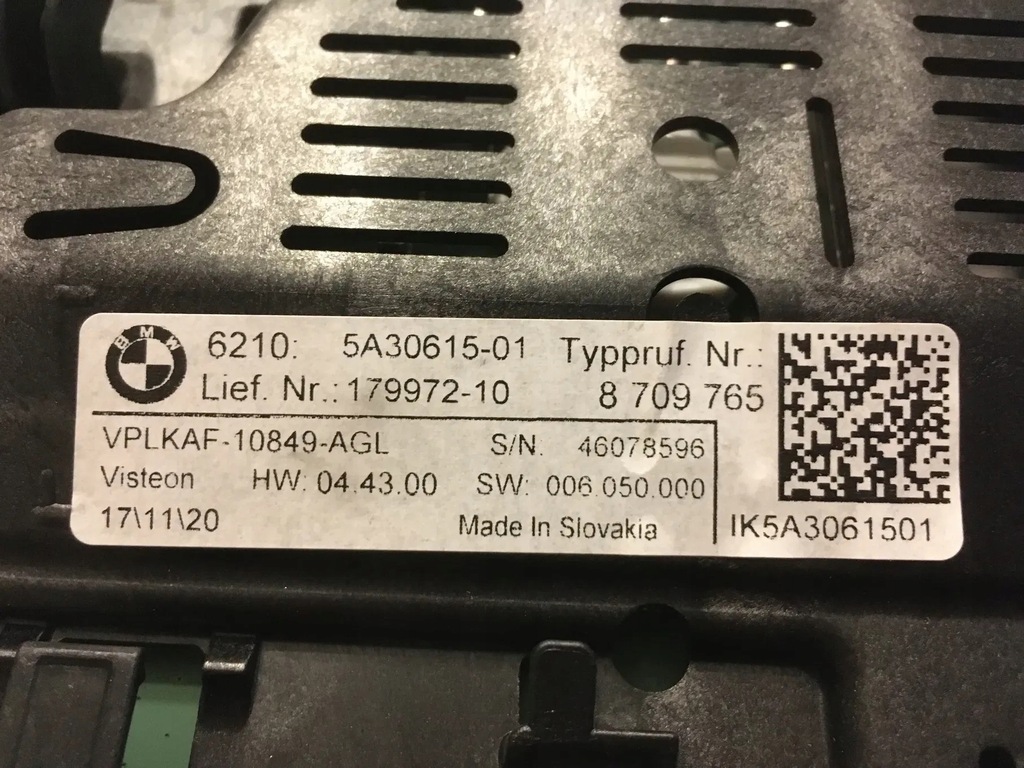 BMW
6210: 5A30615-01 Typpruf. Nr.:
Lief. Nr.: 179972-10 8 709 765
VPLKAF-10849-AGL S/N. 46078596
Visteon HW: 04.43.00 SW: 006.050.000
17\11\20 Made In Slovakia IK5A3061501